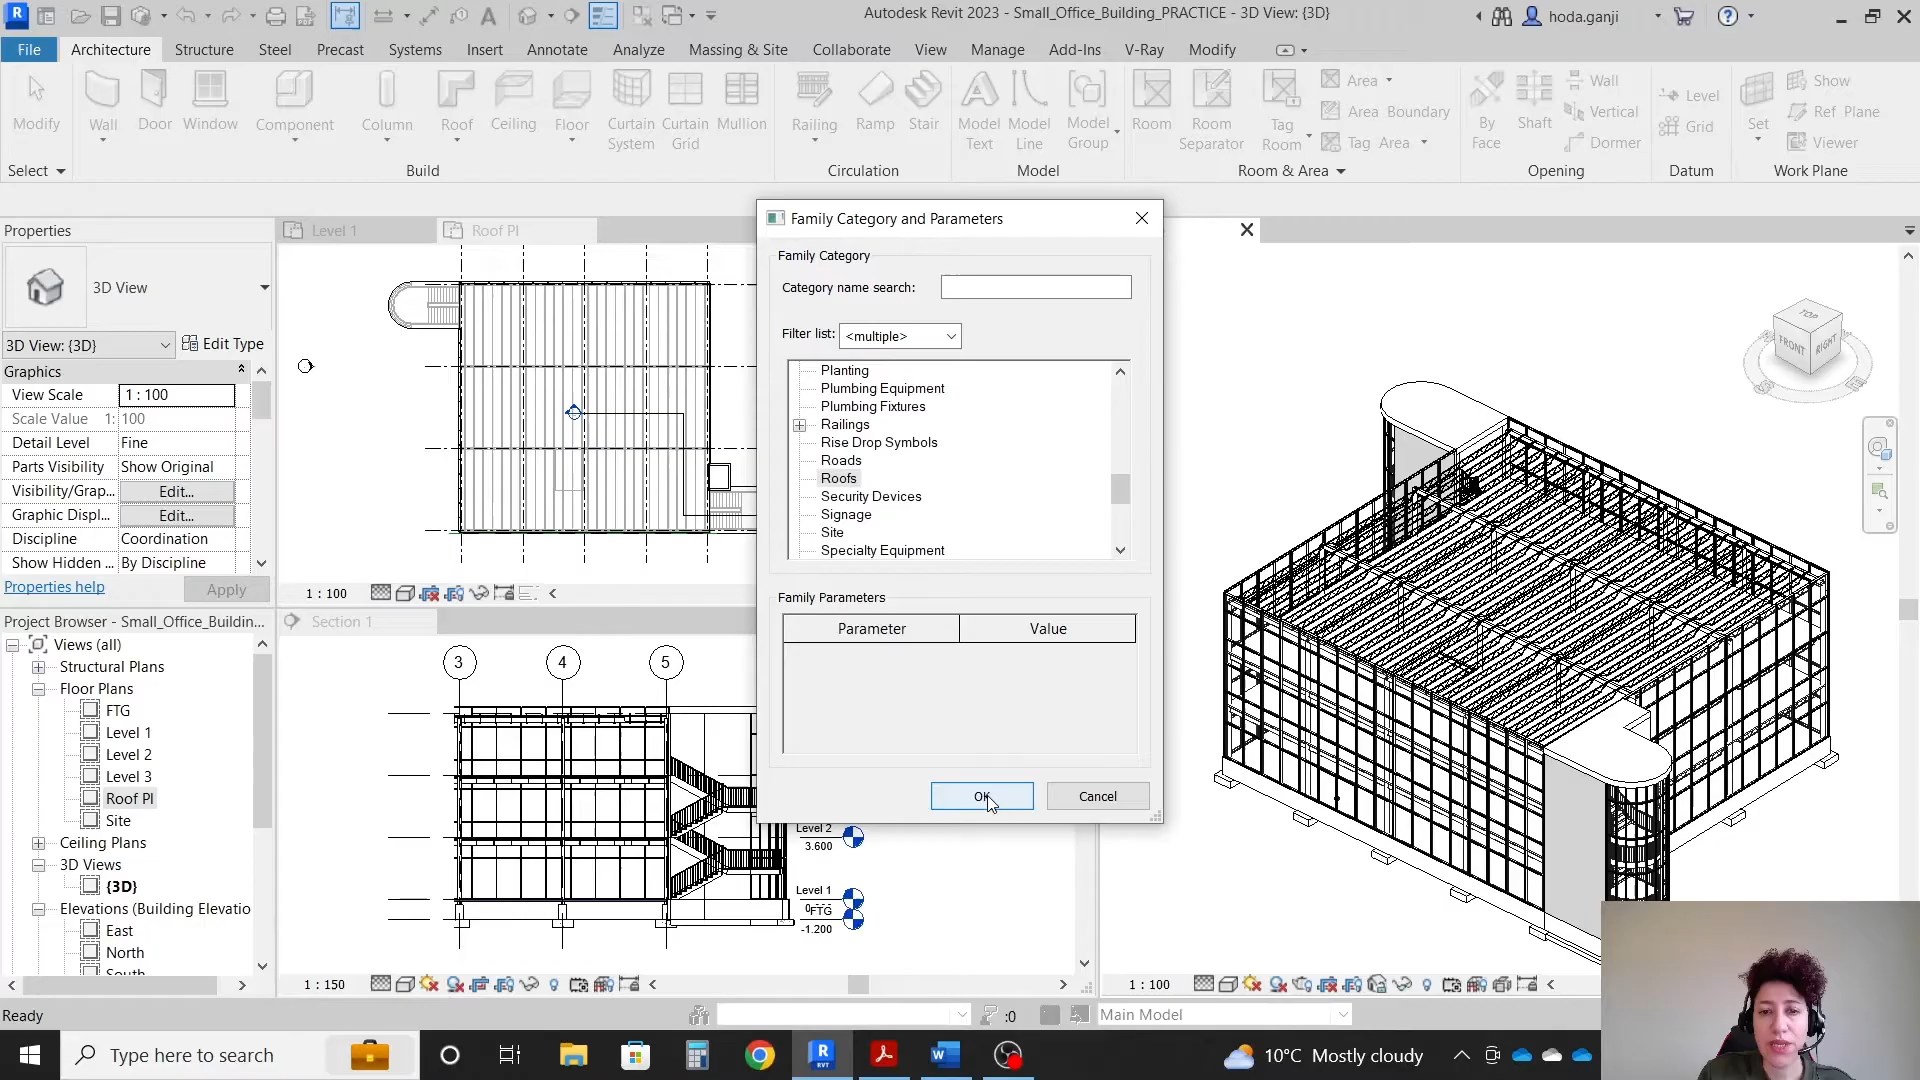 Autodesk Revit 2023 - Small_Office_Building_PRACTICE - 3D View: {3D}
hoda.ganji
File
Architecture
Structure
Steel
Precast
Systems
Insert
Annotate
Analyze
Massing & Site
Collaborate
View
Manage
Add-Ins
V-Ray
Modify
Modify
Wall
Door
Window
Component
Column
Roof
Ceiling
Floor
Curtain
System
Curtain
Grid
Mullion
Railing
Ramp
Stair
Model
Text
Model
Line
Model
Group
Room
Room
Separator
Tag
Room
Area
Area Boundary
Tag Area
By
Face
Shaft
Wall
Vertical
Dormer
Level
Grid
Set
Show
Ref Plane
Viewer
Select
Build
Circulation
Model
Room & Area
Opening
Datum
Work Plane
Properties
3D View
3D View: {3D}
Edit Type
Graphics
View Scale
1 : 100
Scale Value 1:
100
Detail Level
Fine
Parts Visibility
Show Original
Visibility/Grap...
Edit...
Graphic Displ...
Edit...
Discipline
Coordination
Show Hidden ...
By Discipline
Properties help
Apply
Project Browser - Small_Office_Buildin...
Views (all)
Structural Plans
Floor Plans
FTG
Level 1
Level 2
Level 3
Roof Pl
Site
Ceiling Plans
3D Views
{3D}
Elevations (Building Elevatio
East
North
South
Level 1
Roof Pl
1 : 100
Section 1
3
4
5
Level 2
3.600
Level 1
0
FTG
-1.200
1 : 150
Family Category and Parameters
Family Category
Category name search:
Filter list:
<multiple>
Planting
Plumbing Equipment
Plumbing Fixtures
Railings
Rise Drop Symbols
Roads
Roofs
Security Devices
Signage
Site
Specialty Equipment
Family Parameters
Parameter
Value
OK
Cancel
TOP
FRONT
RIGHT
S
E
1 : 100
Ready
:0
Main Model
Type here to search
10°C Mostly cloudy